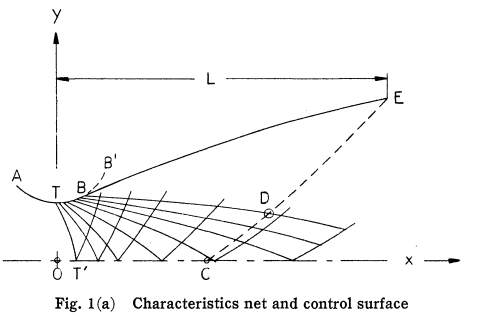 y
L
E
A
T
B
B'
D
O
T'
C
x
Fig. 1(a) Characteristics net and control surface